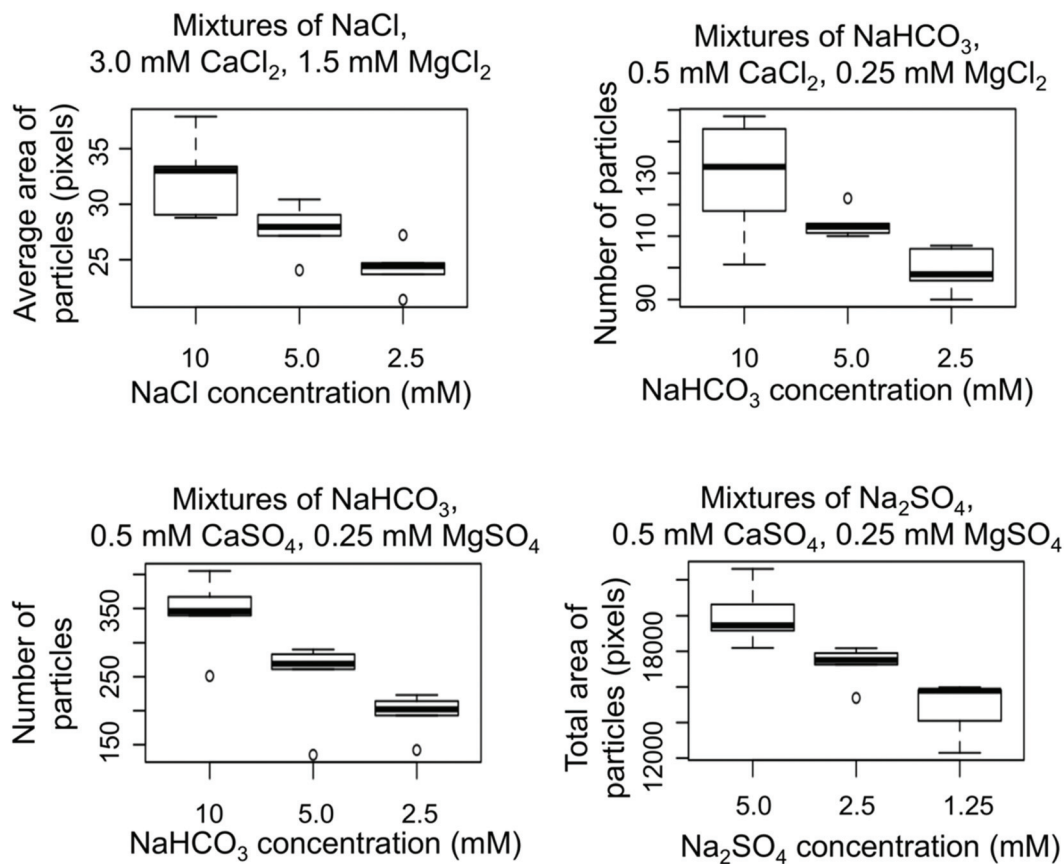 Mixtures of NaCl,
3.0 mM CaCl₂, 1.5 mM MgCl₂
Average area of
particles (pixels)
35
30
25
10 5.0 2.5
NaCl concentration (mM)
Mixtures of NaHCO₃,
0.5 mM CaCl₂, 0.25 mM MgCl₂
Number of particles
130
110
90
10 5.0 2.5
NaHCO₃ concentration (mM)
Mixtures of NaHCO₃,
0.5 mM CaSO₄, 0.25 mM MgSO₄
Number of
particles
350
250
150
10 5.0 2.5
NaHCO₃ concentration (mM)
Mixtures of Na₂SO₄,
0.5 mM CaSO₄, 0.25 mM MgSO₄
Total area of
particles (pixels)
18000
12000
5.0 2.5 1.25
Na₂SO₄ concentration (mM)